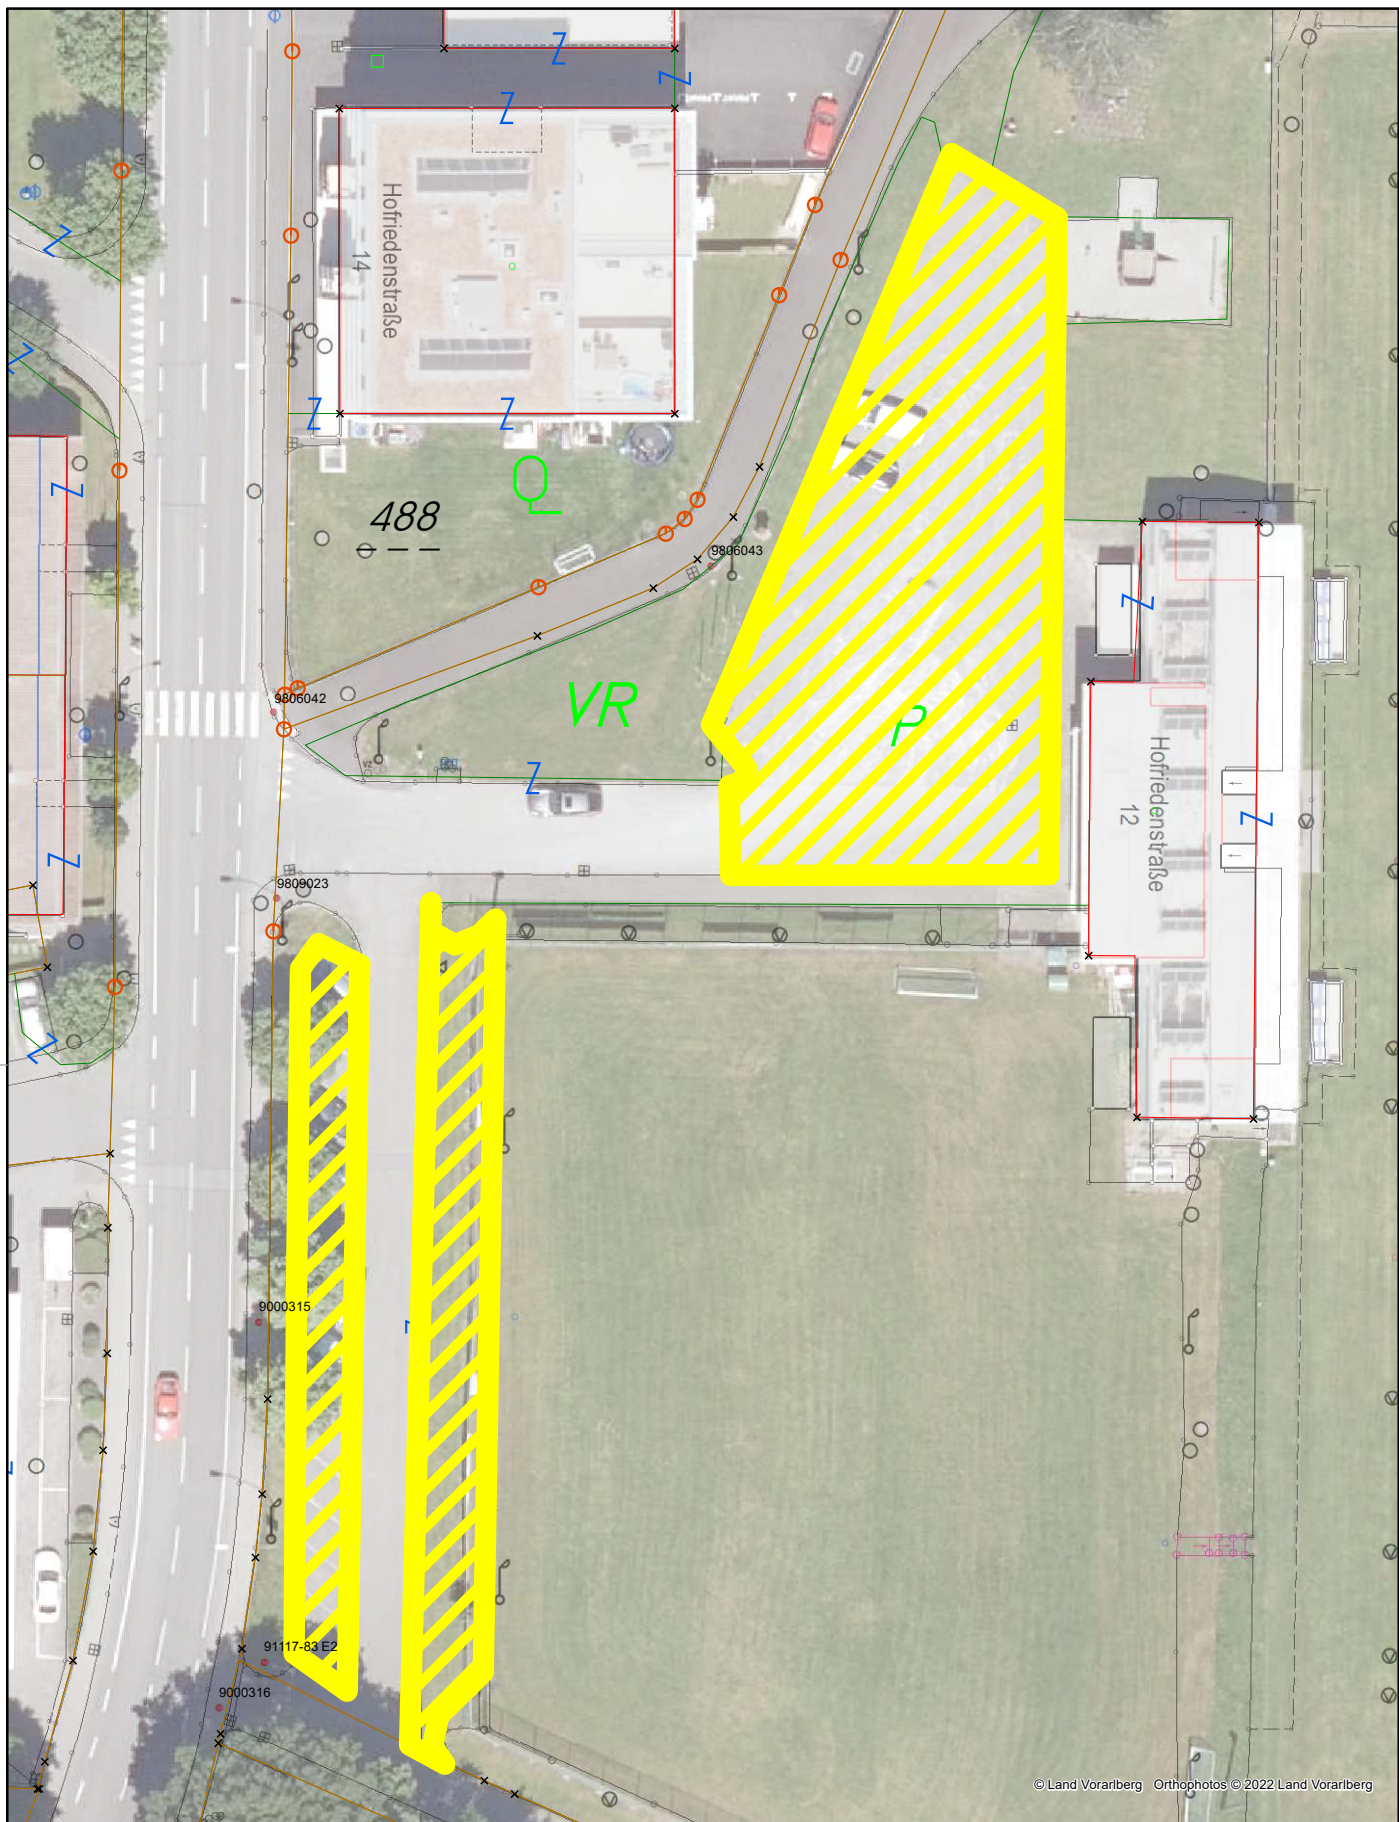 Hofriedenstraße
14
488
Q
9806043
9806042
VR
P
Hofriedenstraße
12
9809023
9000315
91117-83 E2
9000316
© Land Vorarlberg Orthophotos © 2022 Land Vorarlberg